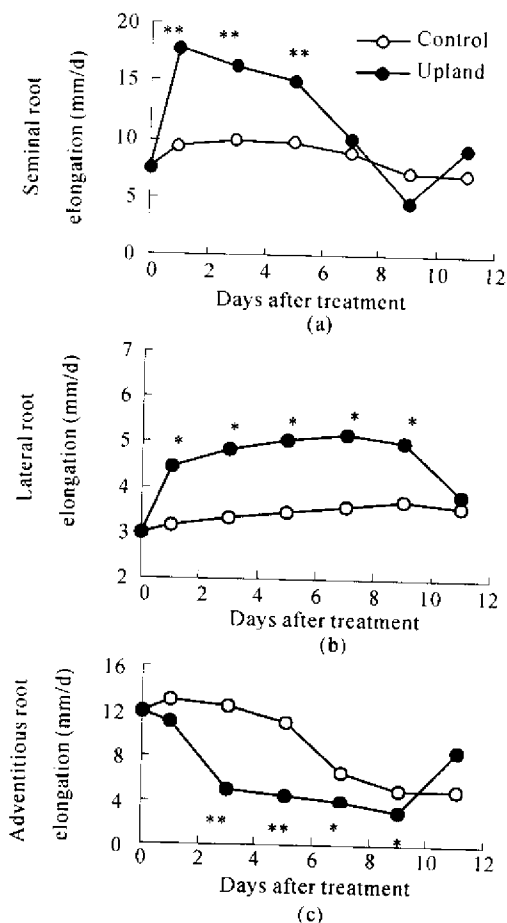 20
15
10
5
0
** ** **
Control
Upland
Seminal root
elongation (mm/d)
0 2 4 6 8 10 12
Days after treatment
(a)
7
6
5
4
3
2
* * * * *
Lateral root
elongation (mm/d)
0 2 4 6 8 10 12
Days after treatment
(b)
16
12
8
4
0
** ** * *
Adventitious root
elongation (mm/d)
0 2 4 6 8 10 12
Days after treatment
(c)